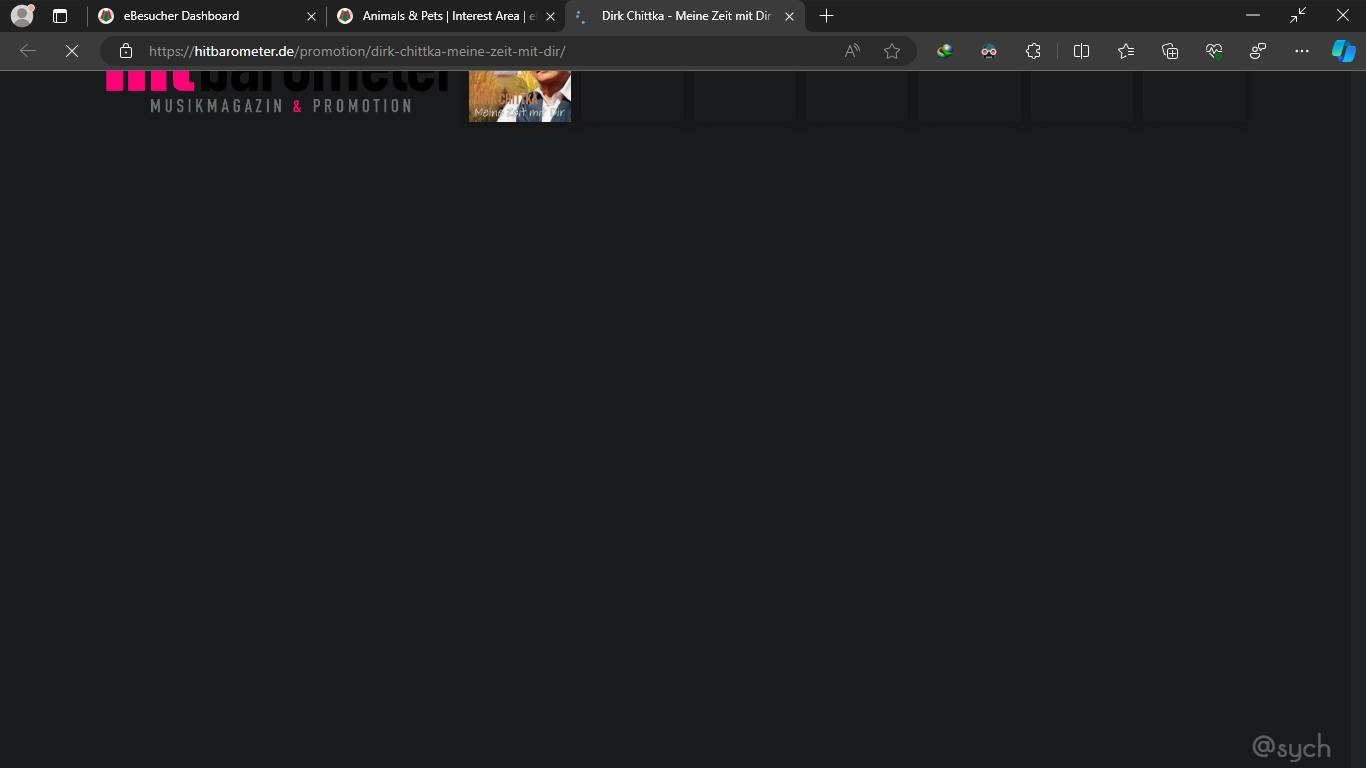 eBesucher Dashboard
Animals & Pets | Interest Area | e
Dirk Chittka - Meine Zeit mit Dir
https://hitbarometer.de/promotion/dirk-chittka-meine-zeit-mit-dir/
hitbarometer
MUSIKMAGAZIN & PROMOTION
CHITTKA
Meine Zeit mit Dir
@sych